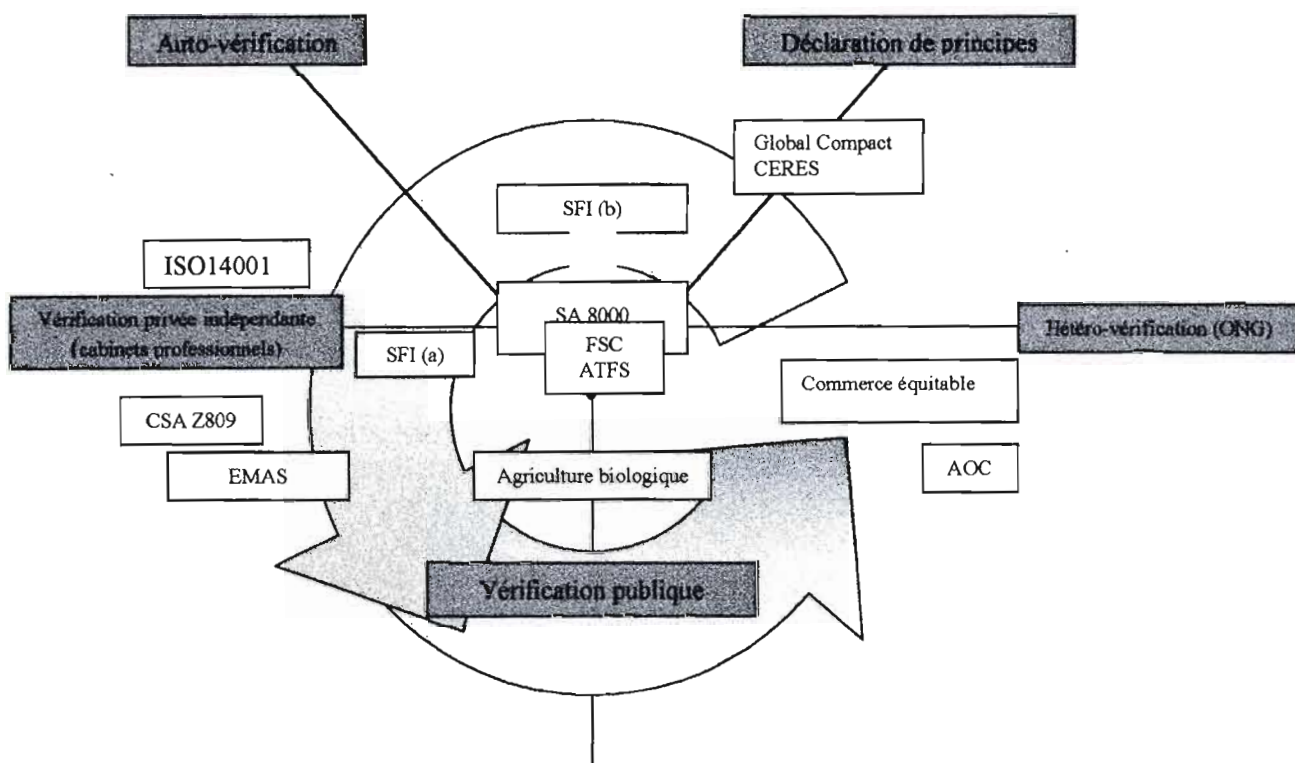 Auto-vérification
Déclaration de principes
Global Compact
CERES
SFI (b)
ISO14001
SA 8000
Vérification privée indépendante
(cabinets professionnels)
Hétéro-vérification (ONG)
SFI (a)
FSC
ATFS
Commerce équitable
CSA Z809
EMAS
Agriculture biologique
AOC
Vérification publique